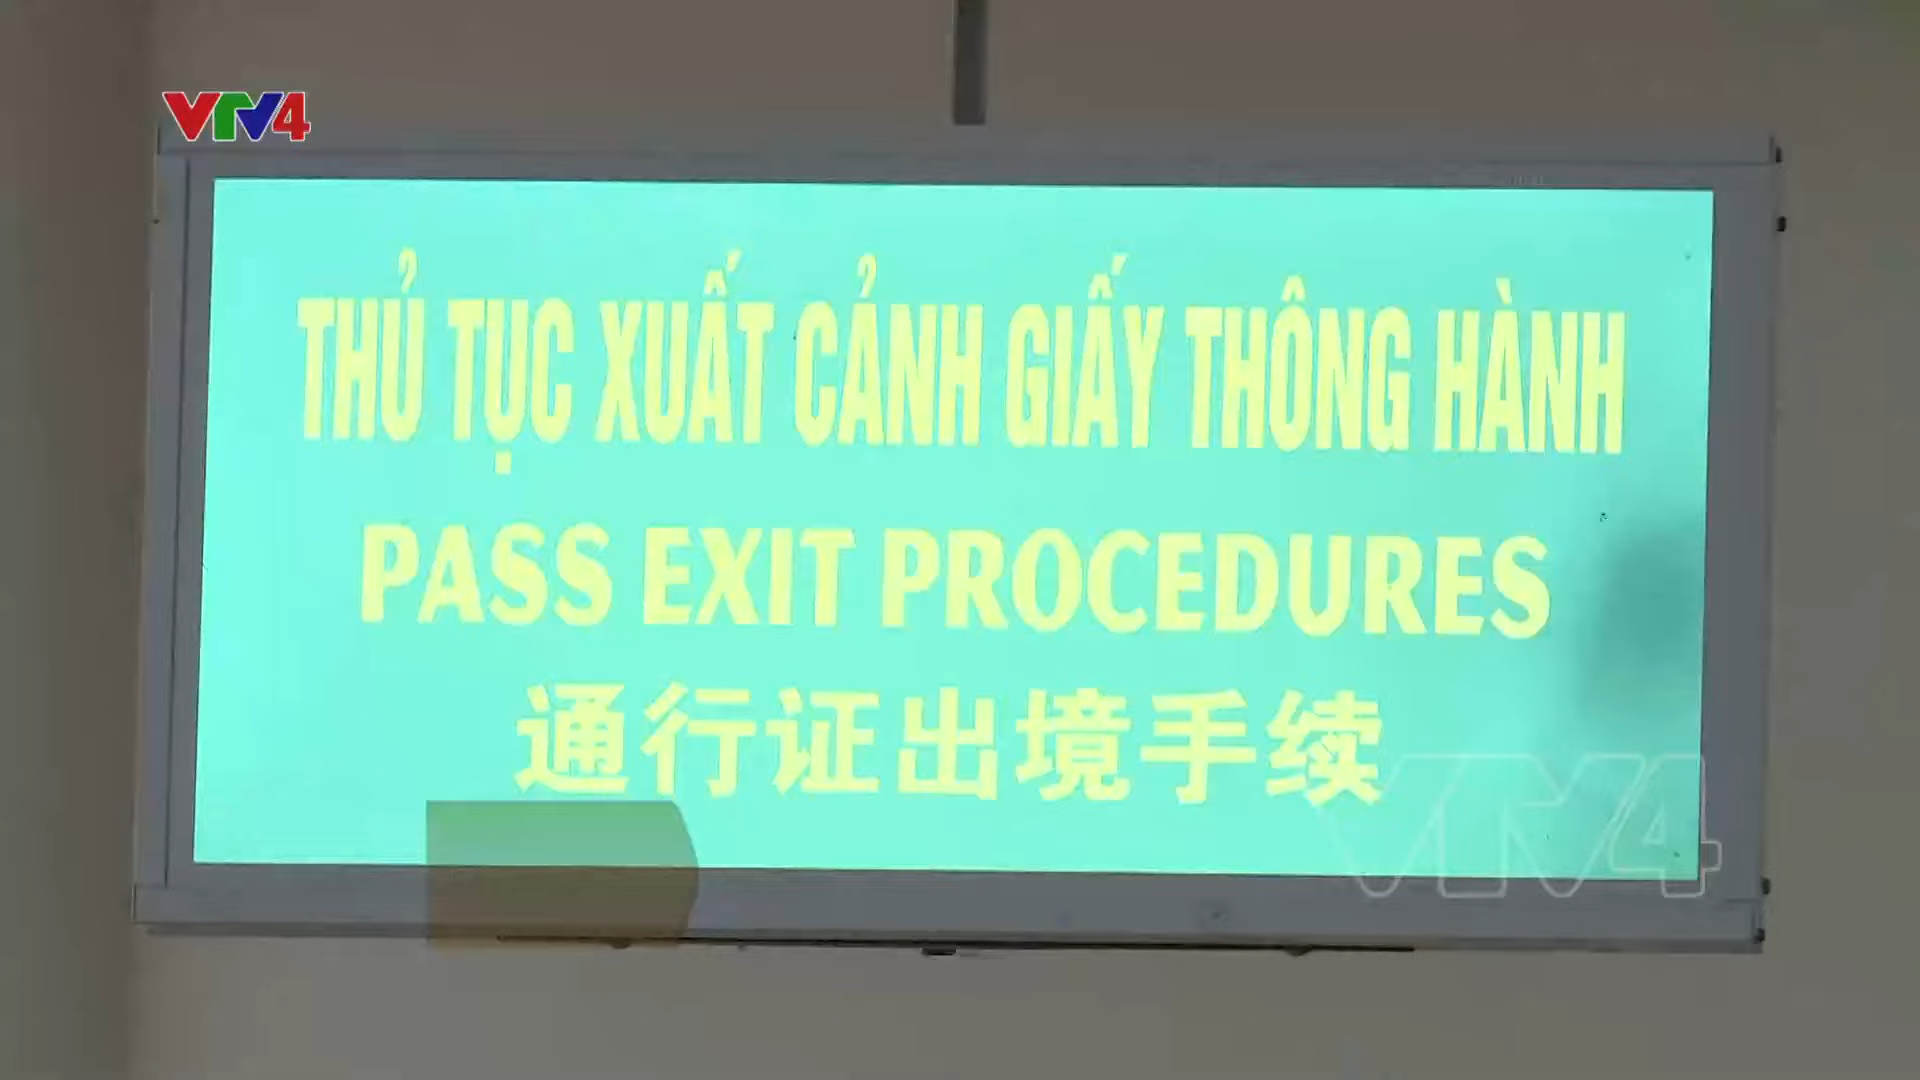 VTV4
THỦ TỤC XUẤT CẢNH GIẤY THÔNG HÀNH
PASS EXIT PROCEDURES
通行证出境手续
VTV4